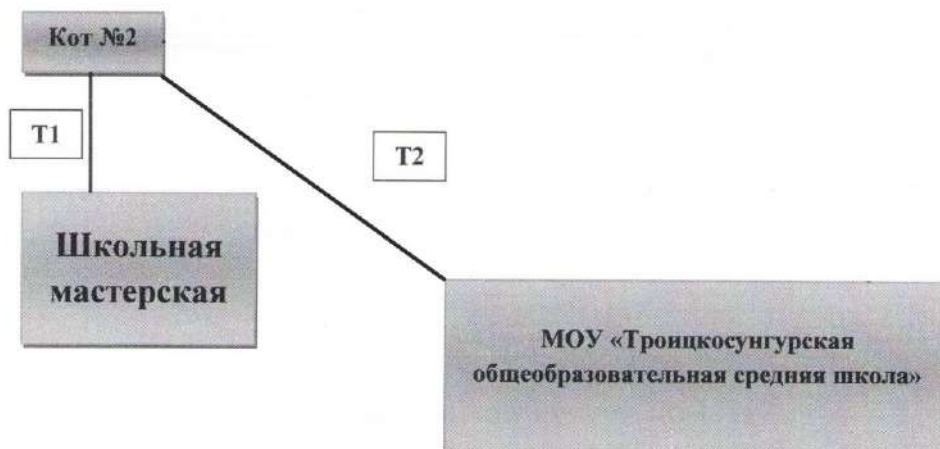 Кот №2
Т1
Т2
Школьная
мастерская
МОУ «Троицкосунгурская
общеобразовательная средняя школа»